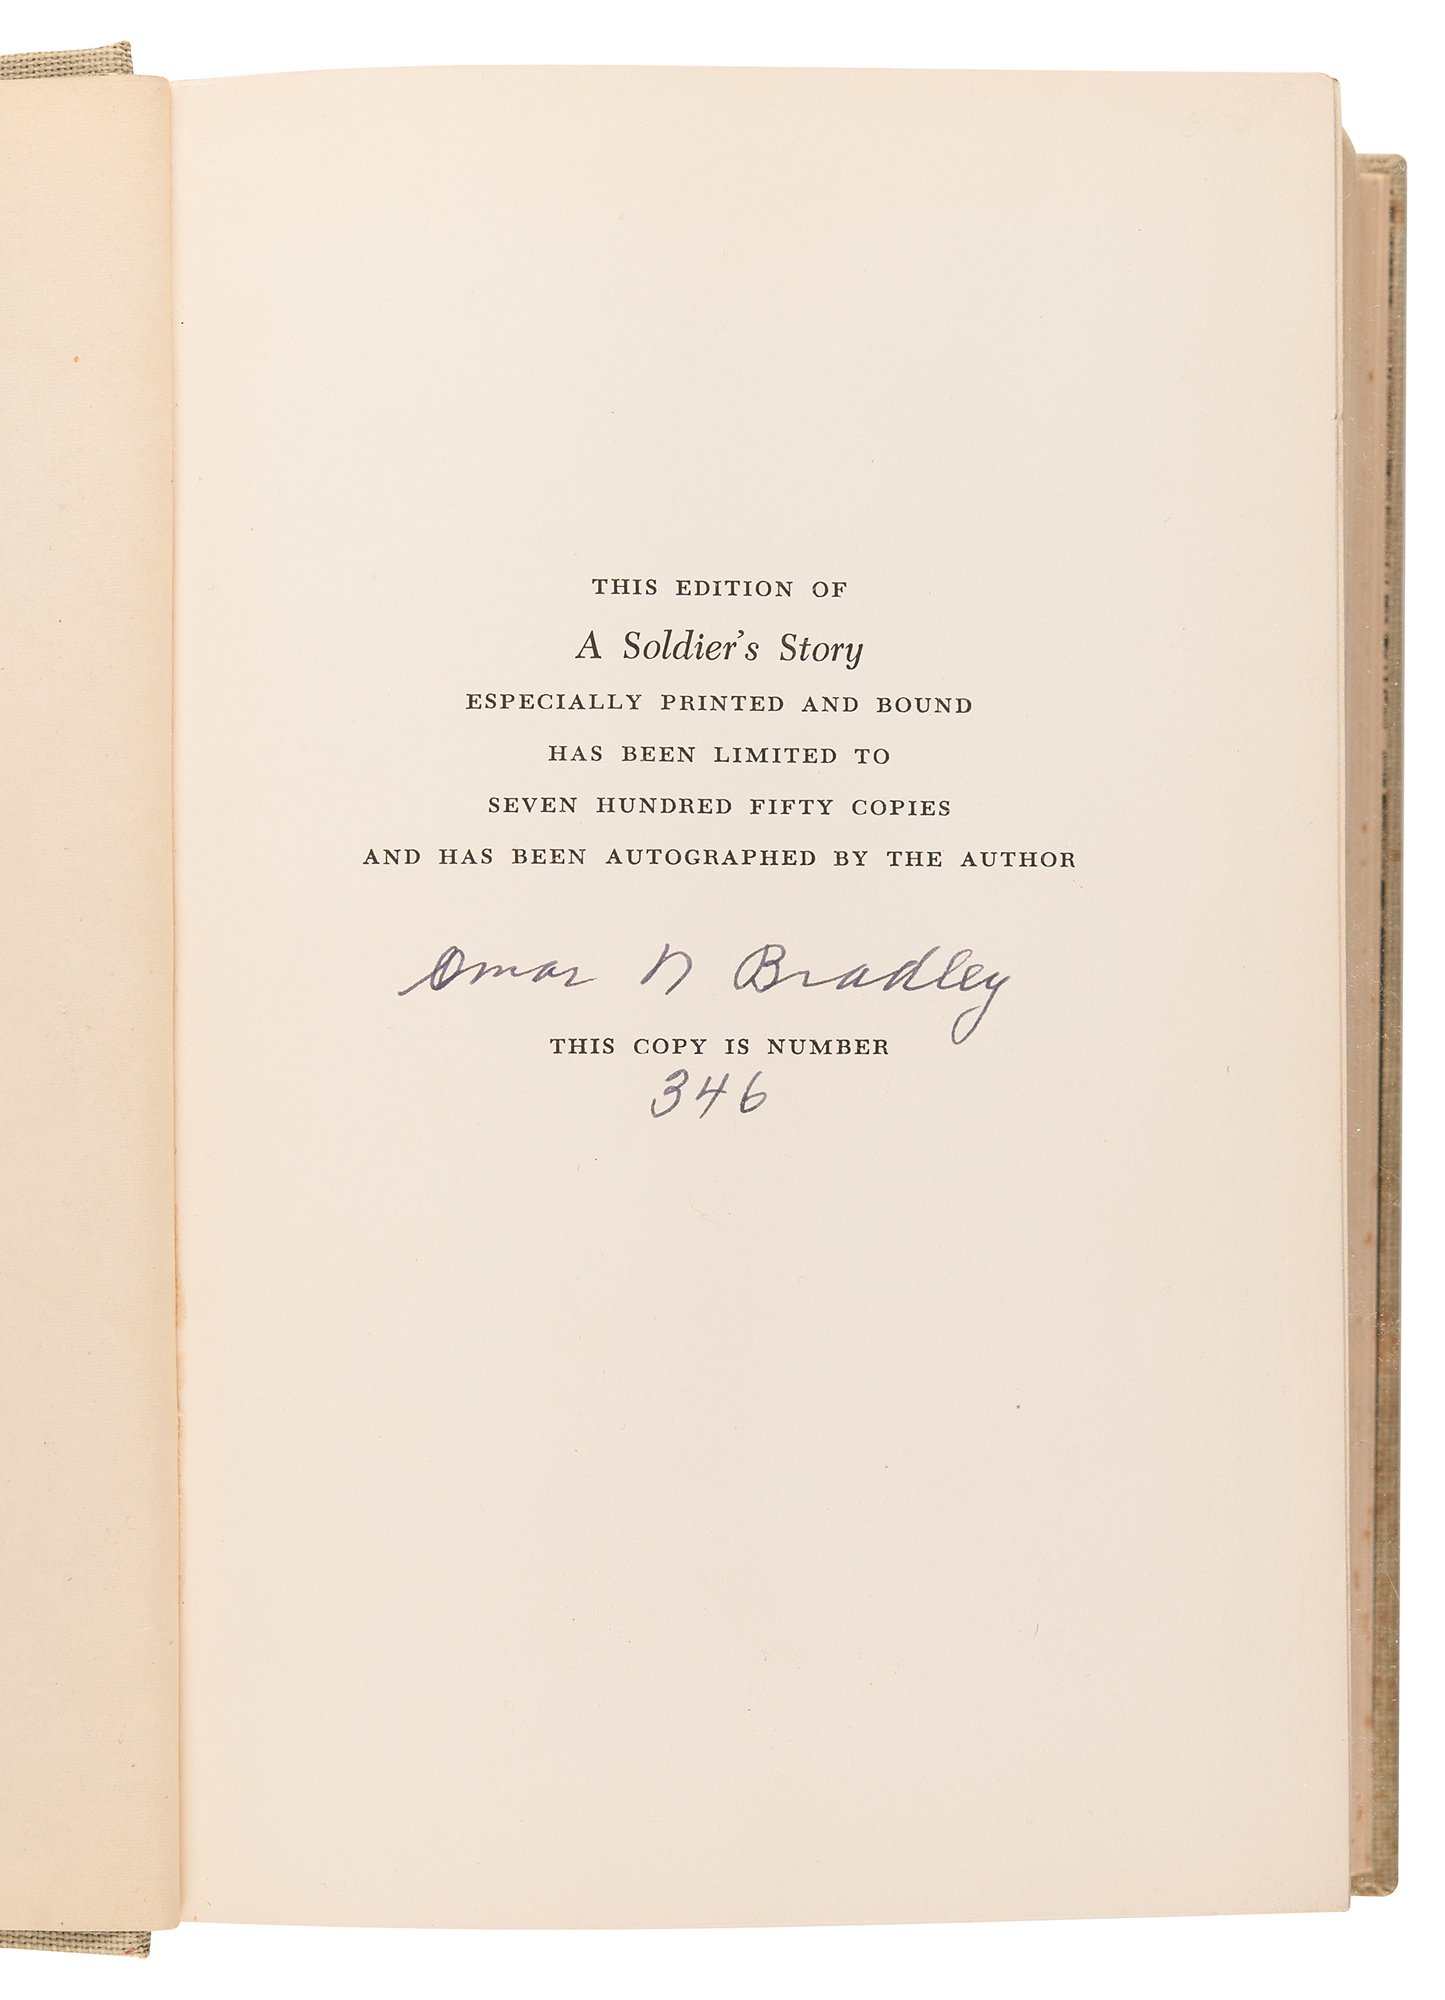 THIS EDITION OF
A Soldier's Story
ESPECIALLY PRINTED AND BOUND
HAS BEEN LIMITED TO
SEVEN HUNDRED FIFTY COPIES
AND HAS BEEN AUTOGRAPHED BY THE AUTHOR
Omar N Bradley
THIS COPY IS NUMBER
346